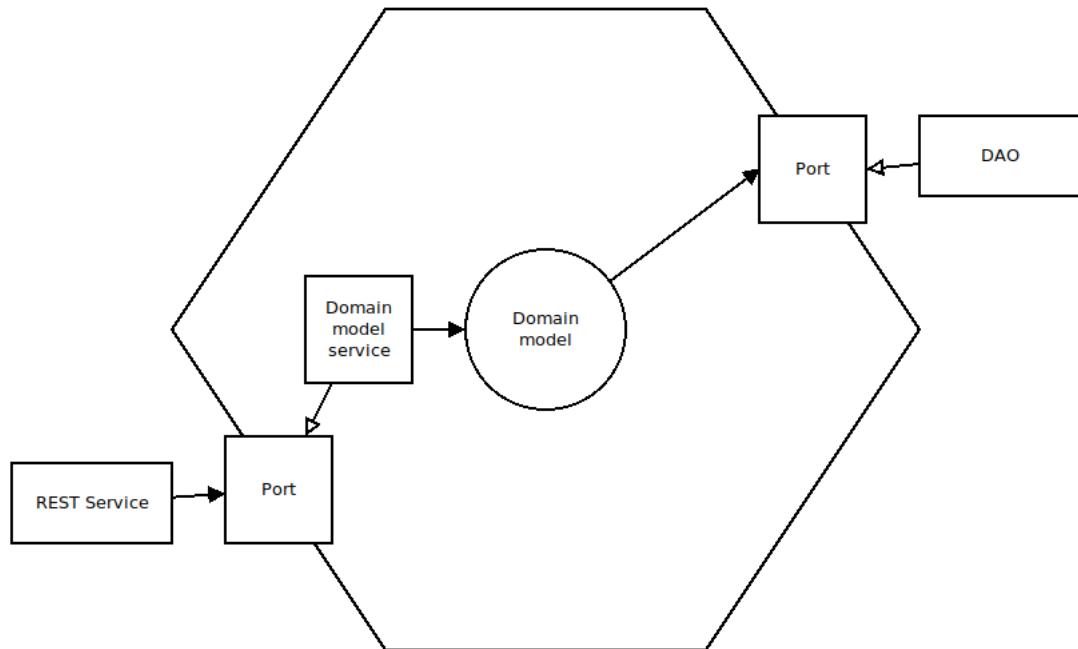 Port
DAO
Domain
model
service
Domain
model
Port
REST Service